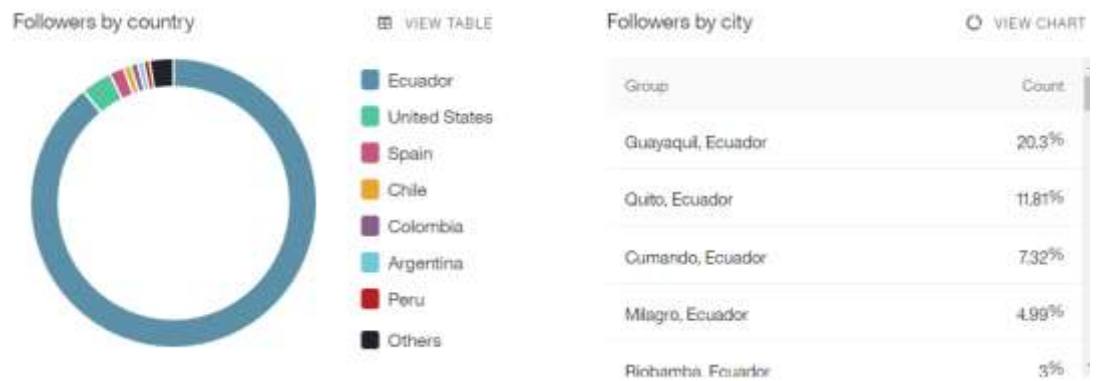 Followers by country
VIEW TABLE
Ecuador
United States
Spain
Chile
Colombia
Argentina
Peru
Others
Followers by city
VIEW CHART
Group Count
Guayaquil, Ecuador 20.3%
Quito, Ecuador 11.81%
Cumando, Ecuador 7.32%
Milagro, Ecuador 4.99%
Riobamba, Ecuador 3%